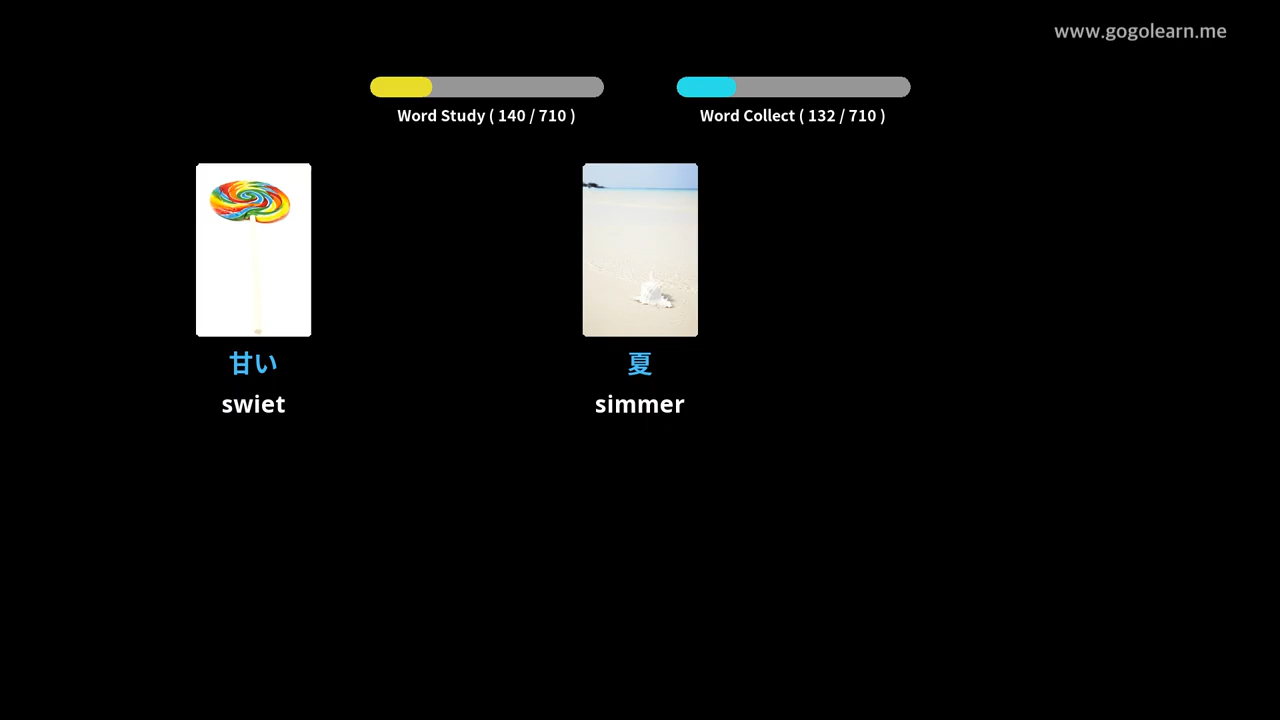 www.gogolearn.me
Word Study ( 140 / 710 )
Word Collect ( 132 / 710 )
甘い
swiet
夏
simmer